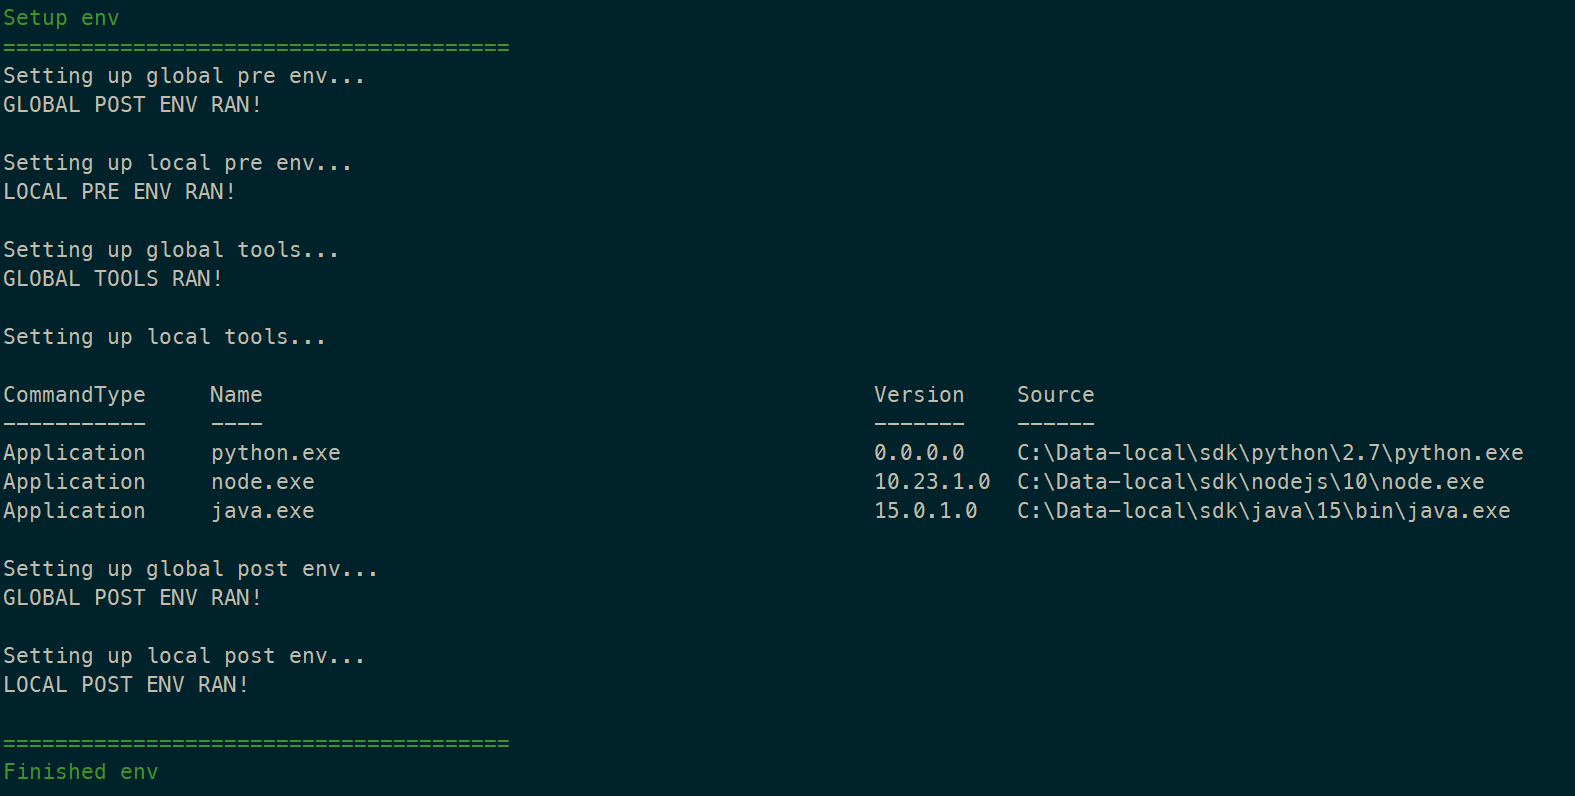 Setup env
=======================================
Setting up global pre env...
GLOBAL POST ENV RAN!
Setting up local pre env...
LOCAL PRE ENV RAN!
Setting up global tools...
GLOBAL TOOLS RAN!
Setting up local tools...
CommandType     Name                                               Version    Source
-----------     ----                                               -------    ------
Application     python.exe                                         0.0.0.0    C:\Data-local\sdk\python\2.7\python.exe
Application     node.exe                                           10.23.1.0  C:\Data-local\sdk\nodejs\10\node.exe
Application     java.exe                                           15.0.1.0   C:\Data-local\sdk\java\15\bin\java.exe
Setting up global post env...
GLOBAL POST ENV RAN!
Setting up local post env...
LOCAL POST ENV RAN!
=======================================
Finished env